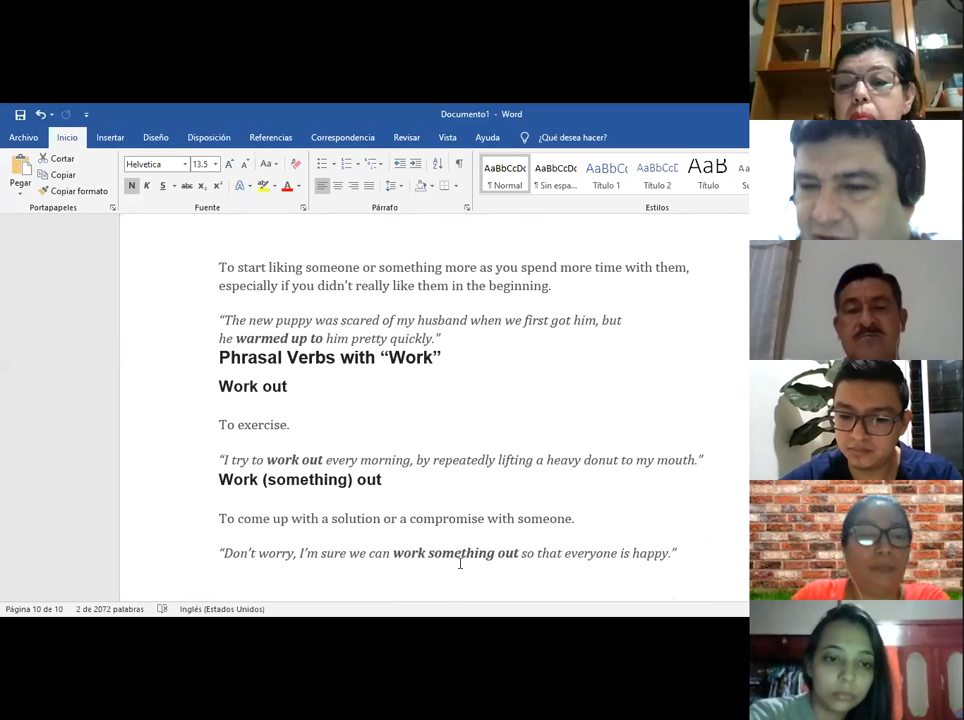 Documento1 - Word
Archivo Inicio Insertar Diseño Disposición Referencias Correspondencia Revisar Vista Ayuda ¿Qué desea hacer?
Pegar
Cortar
Copiar
Copiar formato
Portapapeles
Helvetica 13.5
N K S abc x₂ x²
Fuente
Párrafo
AaBbCcDc AaBbCcDc AaBbCc AaBbCcD AaB
¶ Normal ¶ Sin espa... Título 1 Título 2 Título
Estilos
To start liking someone or something more as you spend more time with them,
especially if you didn’t really like them in the beginning.
“The new puppy was scared of my husband when we first got him, but
he warmed up to him pretty quickly.”
Phrasal Verbs with “Work”
Work out
To exercise.
“I try to work out every morning, by repeatedly lifting a heavy donut to my mouth.”
Work (something) out
To come up with a solution or a compromise with someone.
“Don’t worry, I’m sure we can work something out so that everyone is happy.”
Página 10 de 10 2 de 2072 palabras Inglés (Estados Unidos)